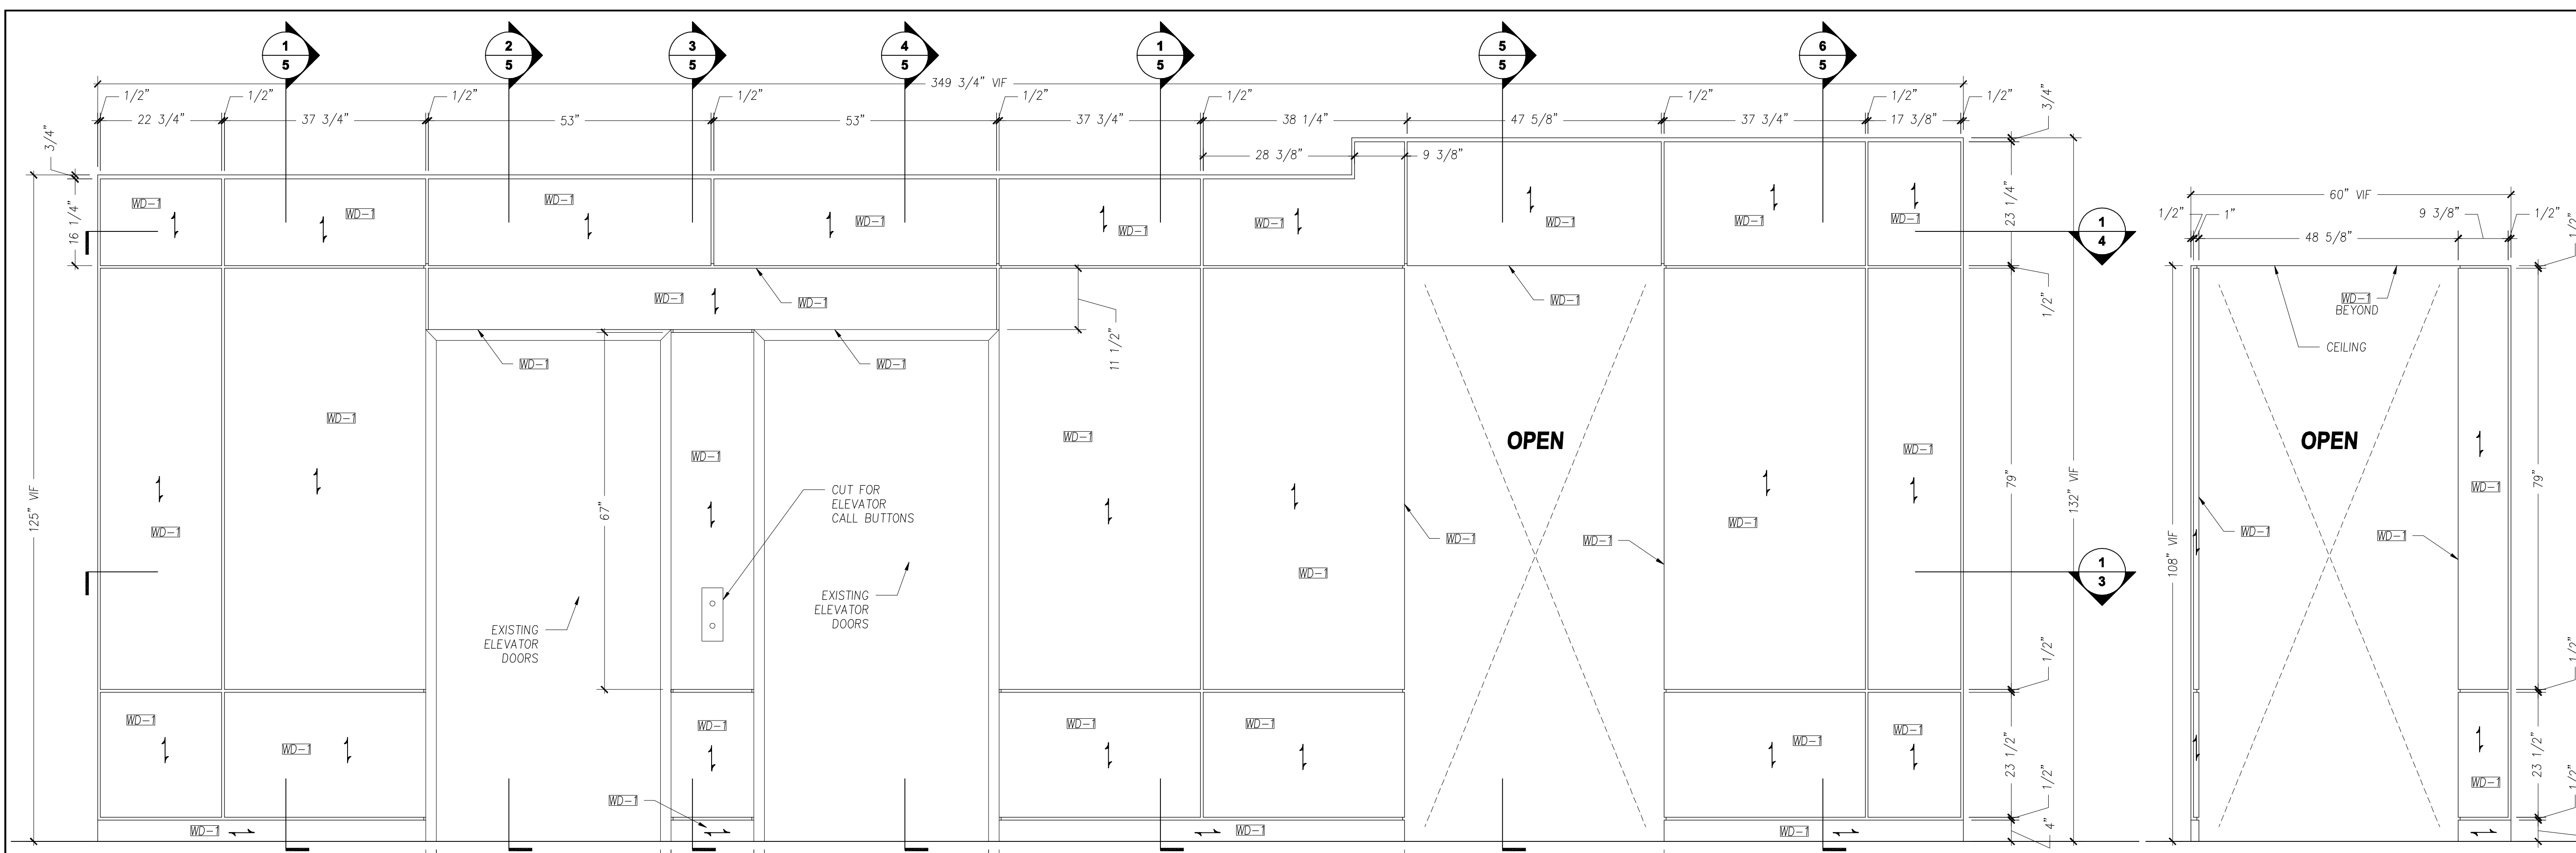 1
5
2
5
3
5
4
5
1
5
5
5
6
5
349 3/4" VIF
1/2"
1/2"
1/2"
1/2"
1/2"
1/2"
1/2"
1/2"
1/2"
3/4"
22 3/4"
37 3/4"
53"
53"
37 3/4"
38 1/4"
47 5/8"
37 3/4"
17 3/8"
3/4"
28 3/8"
9 3/8"
16 1/4"
125" VIF
WD-1
WD-1
WD-1
WD-1
WD-1
WD-1
WD-1
WD-1
WD-1
23 1/4"
1
4
WD-1
WD-1
WD-1
11 1/2"
1/2"
WD-1
WD-1
WD-1
WD-1
WD-1
WD-1
OPEN
WD-1
67"
CUT FOR
ELEVATOR
CALL BUTTONS
79"
132" VIF
WD-1
WD-1
WD-1
WD-1
WD-1
1
3
EXISTING
ELEVATOR
DOORS
EXISTING
ELEVATOR
DOORS
1/2"
WD-1
WD-1
WD-1
WD-1
WD-1
WD-1
WD-1
WD-1
23 1/2"
1/2"
WD-1
WD-1
WD-1
WD-1
4"
60" VIF
1/2"
1"
48 5/8"
9 3/8"
1/2"
1/2"
WD-1
BEYOND
CEILING
OPEN
108" VIF
79"
WD-1
WD-1
WD-1
1/2"
23 1/2"
WD-1
1/2"